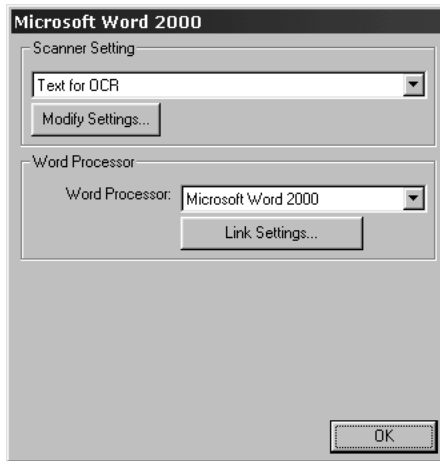 Microsoft Word 2000
Scanner Setting
Text for OCR
Modify Settings...
Word Processor
Word Processor: Microsoft Word 2000
Link Settings...
OK